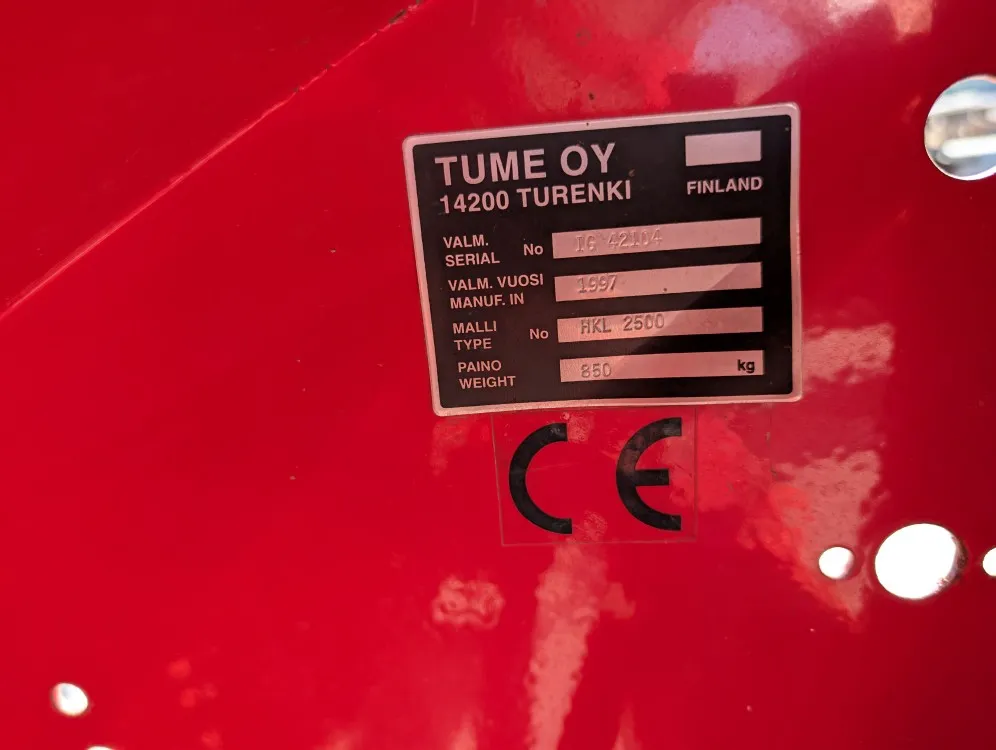 TUME OY
14200 TURENKI
FINLAND
VALM. SERIAL No IG 42104
VALM. VUOSI MANUF. IN 1997
MALLI TYPE No HKL 2500
PAINO WEIGHT 850 kg
CE